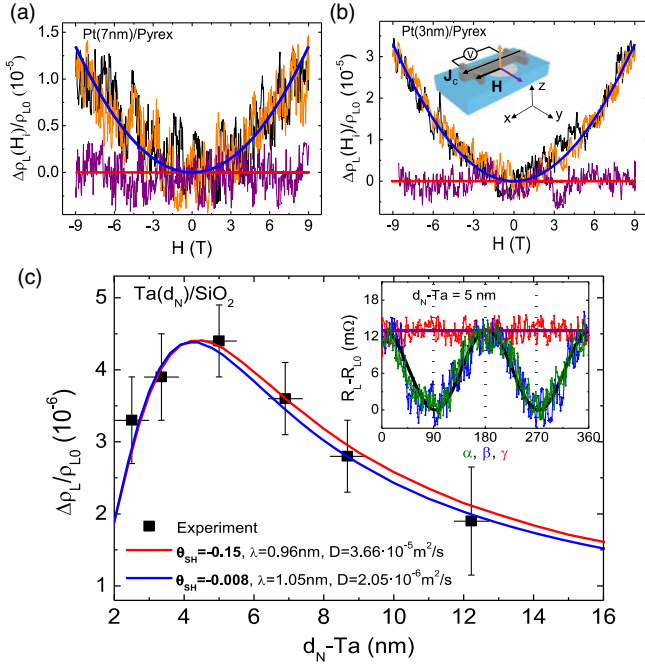 (a)
Pt(7nm)/Pyrex
Δρ_L(H_i)/ρ_L0 (10^-5)
1.5
1.0
0.5
0.0
-9 -6 -3 0 3 6 9
H (T)
(b)
Pt(3nm)/Pyrex
V
J_c
H
z
x
y
Δρ_L(H_i)/ρ_L0 (10^-5)
3
2
1
0
-9 -6 -3 0 3 6 9
H (T)
(c)
Ta(d_N)/SiO_2
Δρ_L/ρ_L0 (10^-6)
6
5
4
3
2
1
d_N-Ta = 5 nm
R_L-R_L0 (mΩ)
18
12
6
0
0 90 180 270 360
α, β, γ
Experiment
θ_SH=-0.15, λ=0.96nm, D=3.66·10^-5m^2/s
θ_SH=-0.008, λ=1.05nm, D=2.05·10^-6m^2/s
2 4 6 8 10 12 14 16
d_N-Ta (nm)